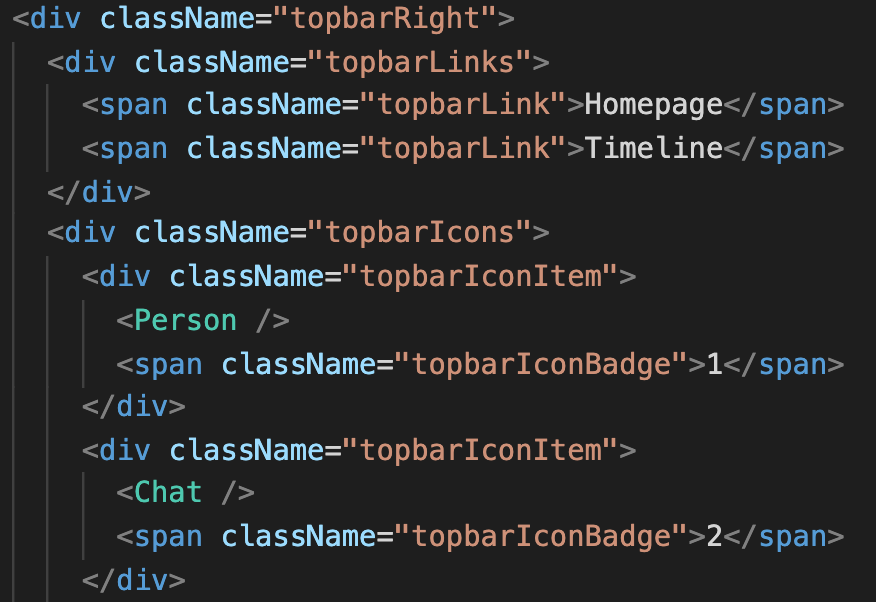 <div className="topbarRight">
<div className="topbarLinks">
<span className="topbarLink">Homepage</span>
<span className="topbarLink">Timeline</span>
</div>
<div className="topbarIcons">
<div className="topbarIconItem">
<Person />
<span className="topbarIconBadge">1</span>
</div>
<div className="topbarIconItem">
<Chat />
<span className="topbarIconBadge">2</span>
</div>